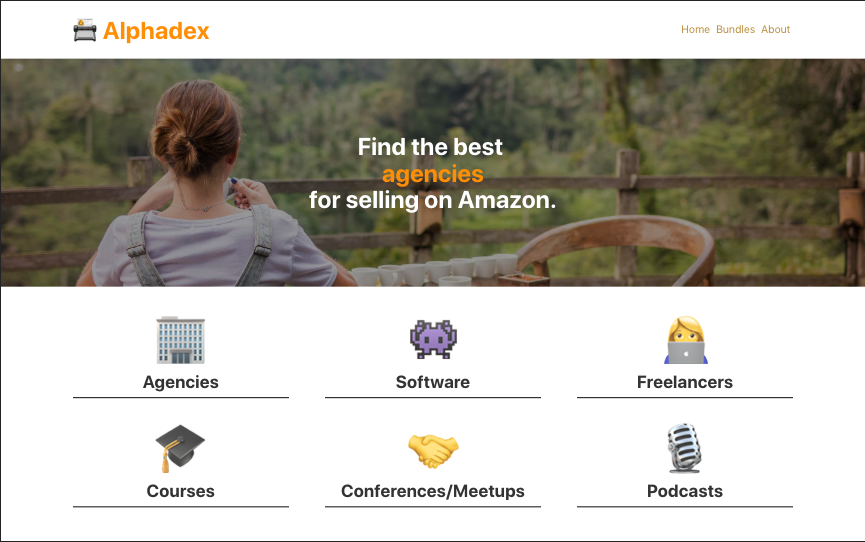 Alphadex
Home Bundles About
Find the best
agencies
for selling on Amazon.
Agencies
Software
Freelancers
Courses
Conferences/Meetups
Podcasts